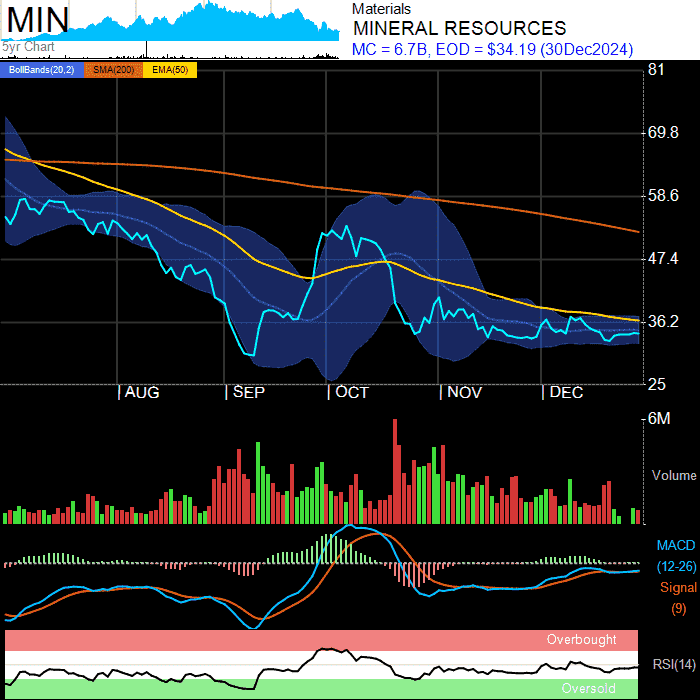 MIN
5yr Chart
Materials
MINERAL RESOURCES
MC = 6.7B, EOD = $34.19 (30Dec2024)
BollBands(20,2) SMA(200) EMA(50)
81
69.8
58.6
47.4
36.2
25
AUG SEP OCT NOV DEC
6M
Volume
MACD
(12-26)
Signal
(9)
Overbought
RSI(14)
Oversold